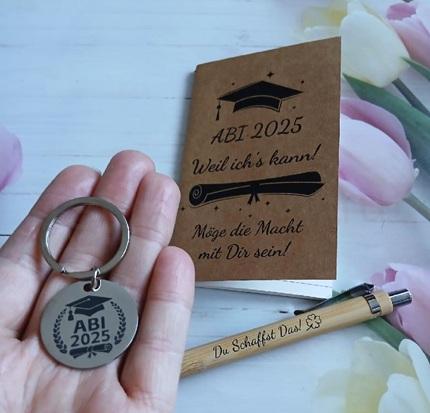 ABI 2025
Weil ich's kann!
Möge die Macht
mit Dir sein!
ABI
2025
Du Schaffst Das!